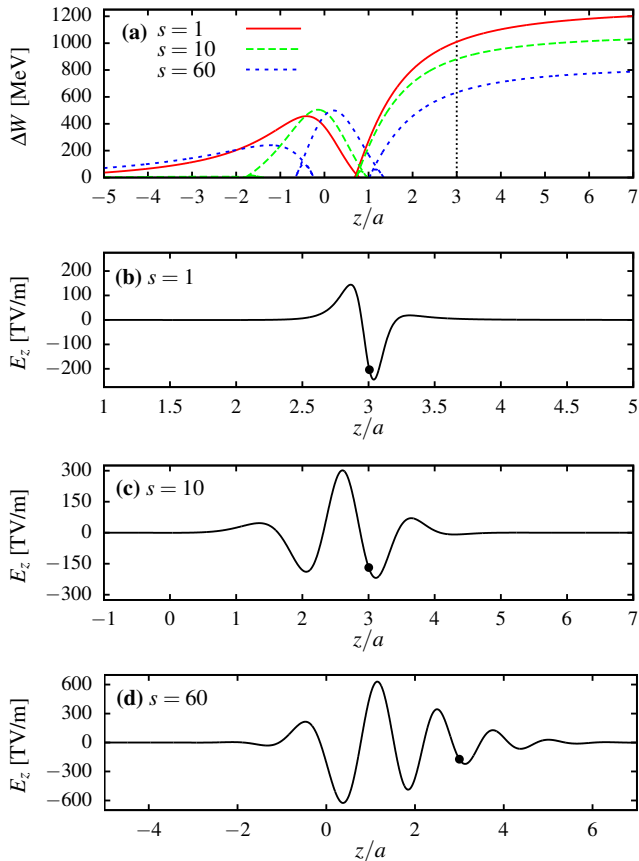 (a)
s = 1
s = 10
s = 60
ΔW [MeV]
1200
1000
800
600
400
200
0
−5 −4 −3 −2 −1 0 1 2 3 4 5 6 7
z/a
(b) s = 1
E_z [TV/m]
200
100
0
−100
−200
1 1.5 2 2.5 3 3.5 4 4.5 5
z/a
(c) s = 10
E_z [TV/m]
300
150
0
−150
−300
−1 0 1 2 3 4 5 6 7
z/a
(d) s = 60
E_z [TV/m]
600
300
0
−300
−600
−4 −2 0 2 4 6
z/a